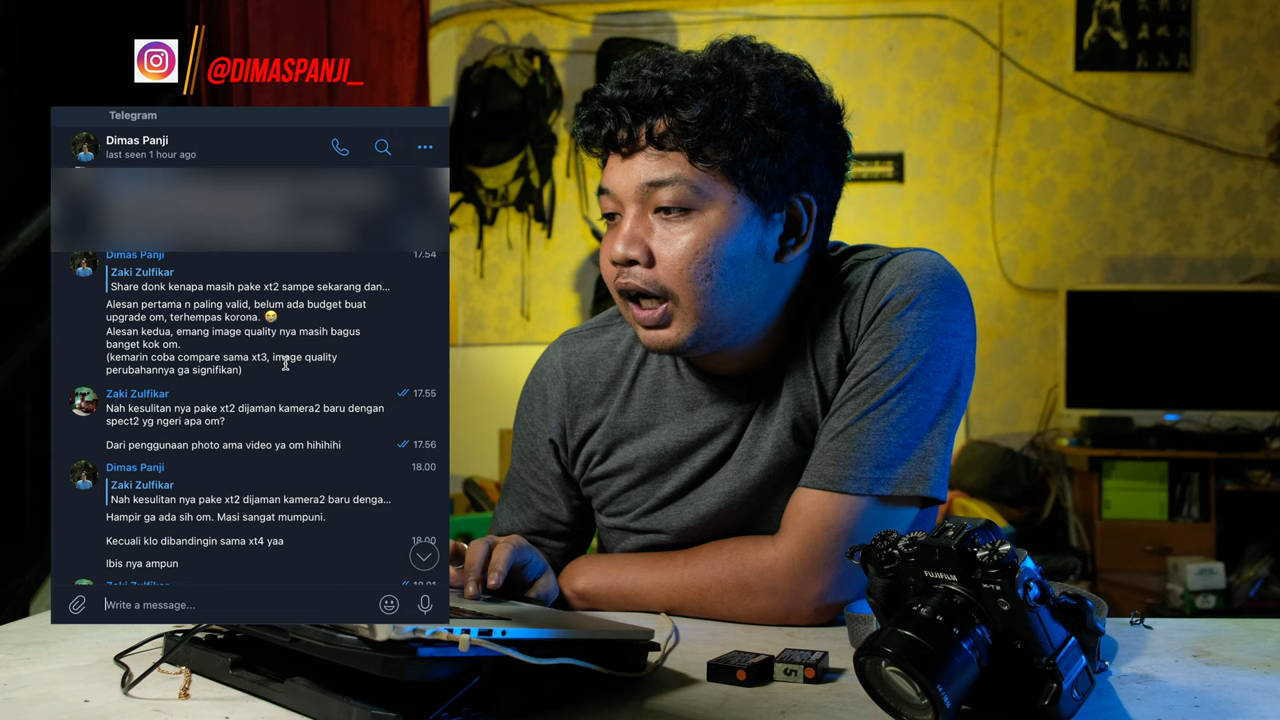 @DIMASPANJI_
Telegram
Dimas Panji
last seen 1 hour ago
Dimas Panji 17.54
Zaki Zulfikar
Share donk kenapa masih pake xt2 sampe sekarang dan...
Alesan pertama n paling valid, belum ada budget buat
upgrade om, terhempas korona. 😭
Alesan kedua, emang image quality nya masih bagus
banget kok om.
(kemarin coba compare sama xt3, image quality
perubahannya ga signifikan)
Zaki Zulfikar 17.55
Nah kesulitan nya pake xt2 dijaman kamera2 baru dengan
spect2 yg ngeri apa om?
Dari penggunaan photo ama video ya om hihihihi 17.56
Dimas Panji 18.00
Zaki Zulfikar
Nah kesulitan nya pake xt2 dijaman kamera2 baru denga...
Hampir ga ada sih om. Masi sangat mumpuni.
Kecuali klo dibandingin sama xt4 yaa 18.00
Ibis nya ampun
Zaki Zulfikar 18.01
Write a message...
FUJIFILM
X-T2
5